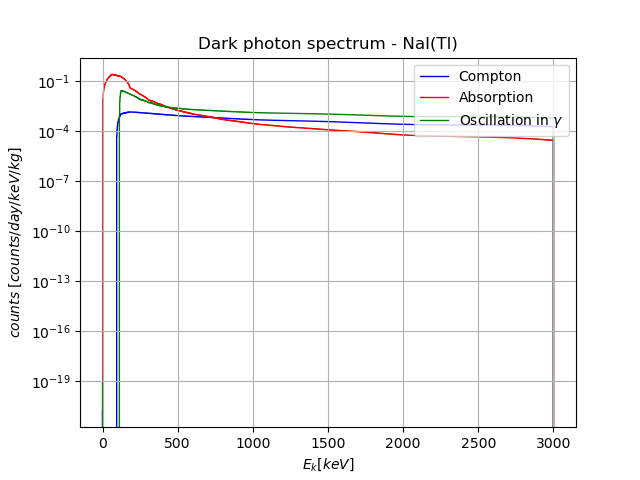 Dark photon spectrum - NaI(Tl)
Compton
Absorption
Oscillation in γ
counts [counts/day/keV/kg]
10⁻¹
10⁻⁴
10⁻⁷
10⁻¹⁰
10⁻¹³
10⁻¹⁶
10⁻¹⁹
0 500 1000 1500 2000 2500 3000
Eₖ[keV]